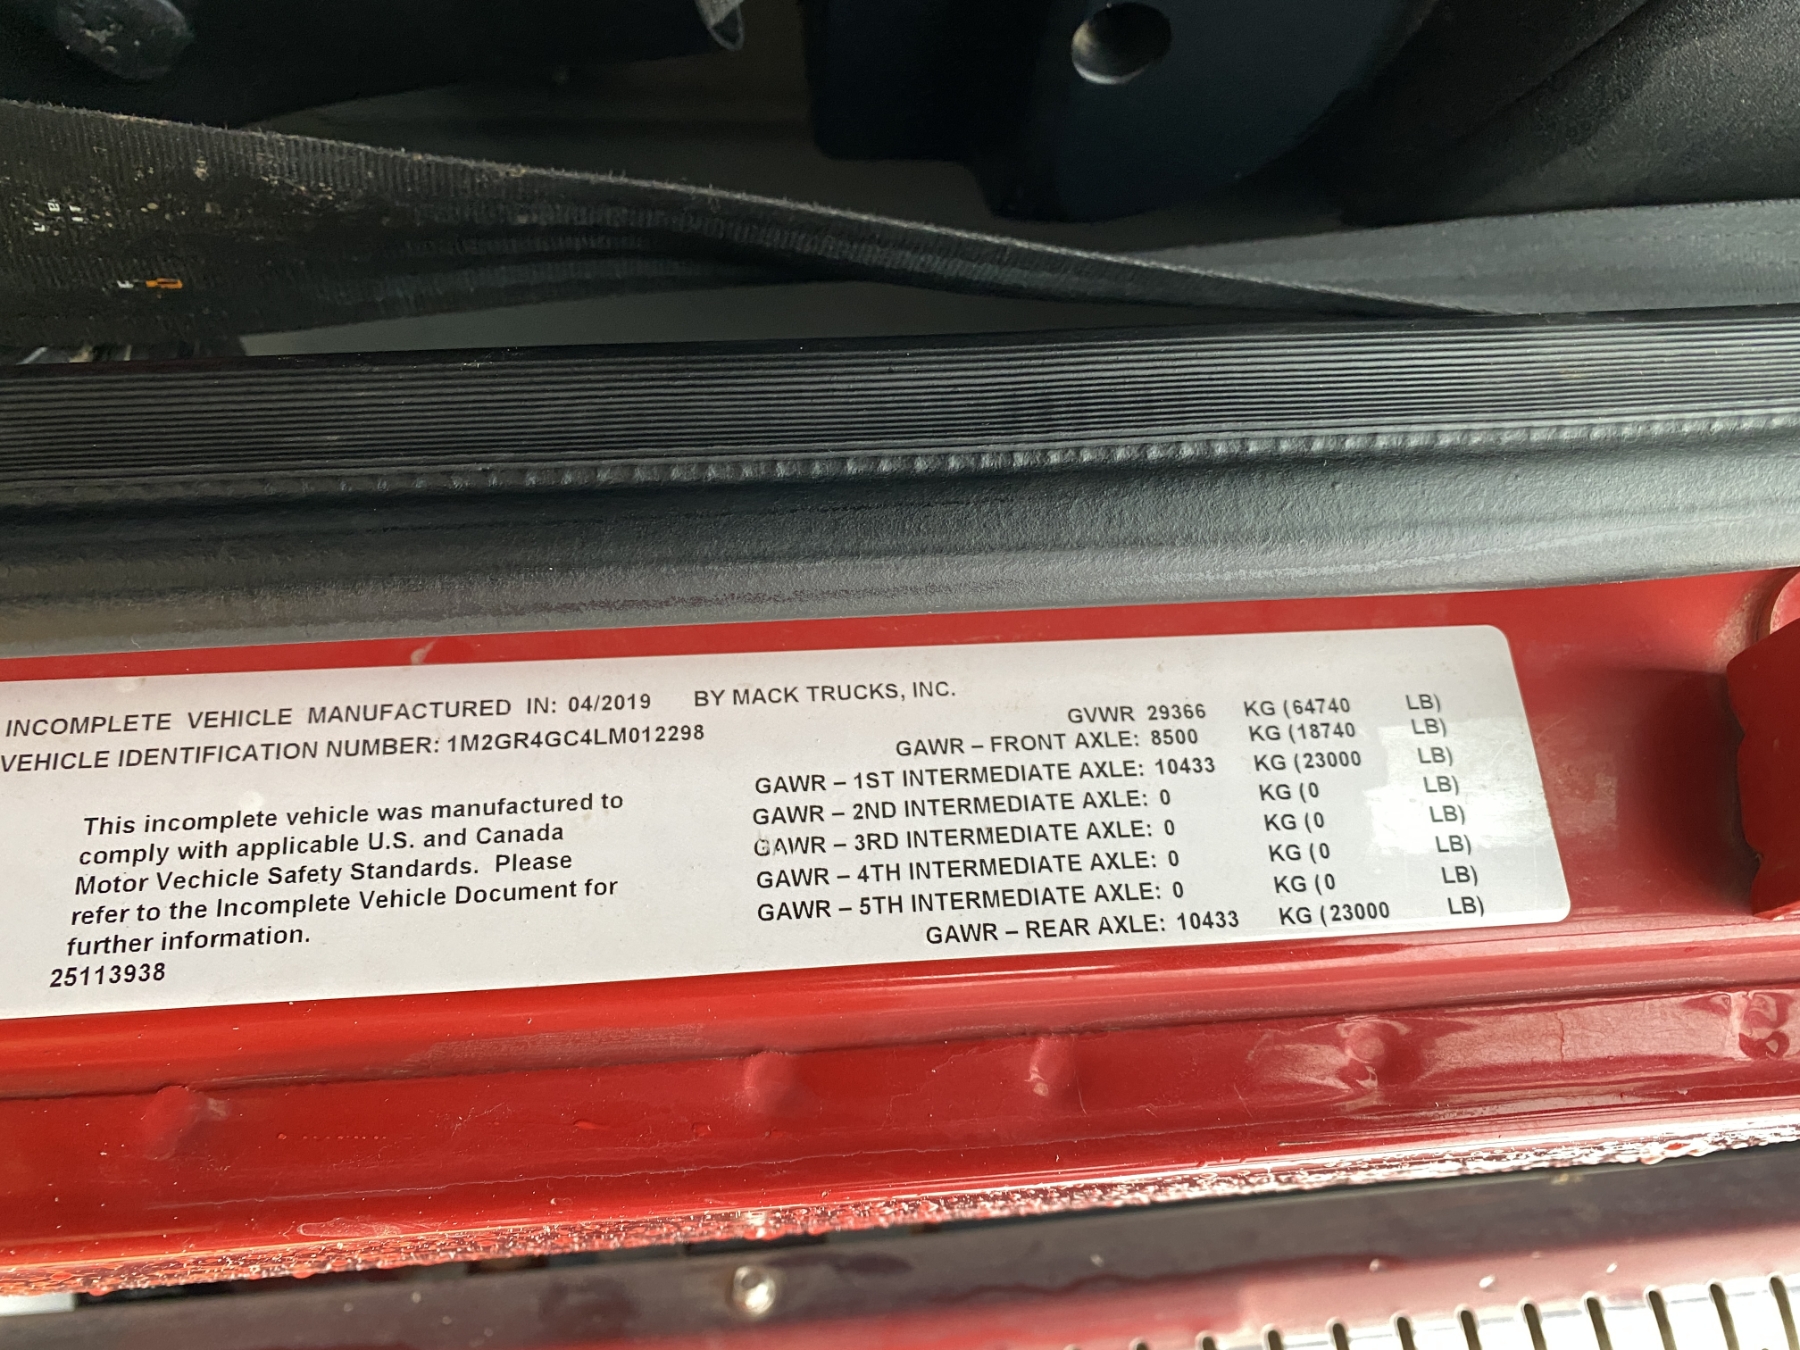 INCOMPLETE VEHICLE MANUFACTURED IN: 04/2019 BY MACK TRUCKS, INC.
VEHICLE IDENTIFICATION NUMBER: 1M2GR4GC4LM012298
This incomplete vehicle was manufactured to
comply with applicable U.S. and Canada
Motor Vechicle Safety Standards. Please
refer to the Incomplete Vehicle Document for
further information.
25113938
GVWR 29366 KG (64740 LB)
GAWR – FRONT AXLE: 8500 KG (18740 LB)
GAWR – 1ST INTERMEDIATE AXLE: 10433 KG (23000 LB)
GAWR – 2ND INTERMEDIATE AXLE: 0 KG (0 LB)
GAWR – 3RD INTERMEDIATE AXLE: 0 KG (0 LB)
GAWR – 4TH INTERMEDIATE AXLE: 0 KG (0 LB)
GAWR – 5TH INTERMEDIATE AXLE: 0 KG (0 LB)
GAWR – REAR AXLE: 10433 KG (23000 LB)